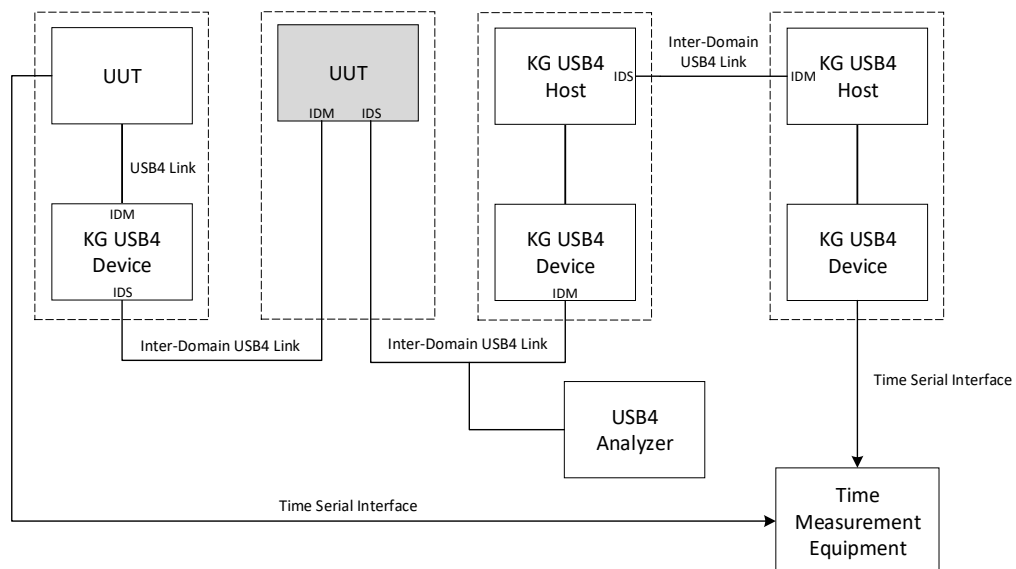 UUT
USB4 Link
IDM
KG USB4
Device
IDS
Inter-Domain USB4 Link
UUT
IDM
IDS
KG USB4
Host
IDS
KG USB4
Device
IDM
Inter-Domain USB4 Link
Inter-Domain
USB4 Link
KG USB4
Host
IDM
KG USB4
Device
USB4
Analyzer
Time Serial Interface
Time Serial Interface
Time
Measurement
Equipment